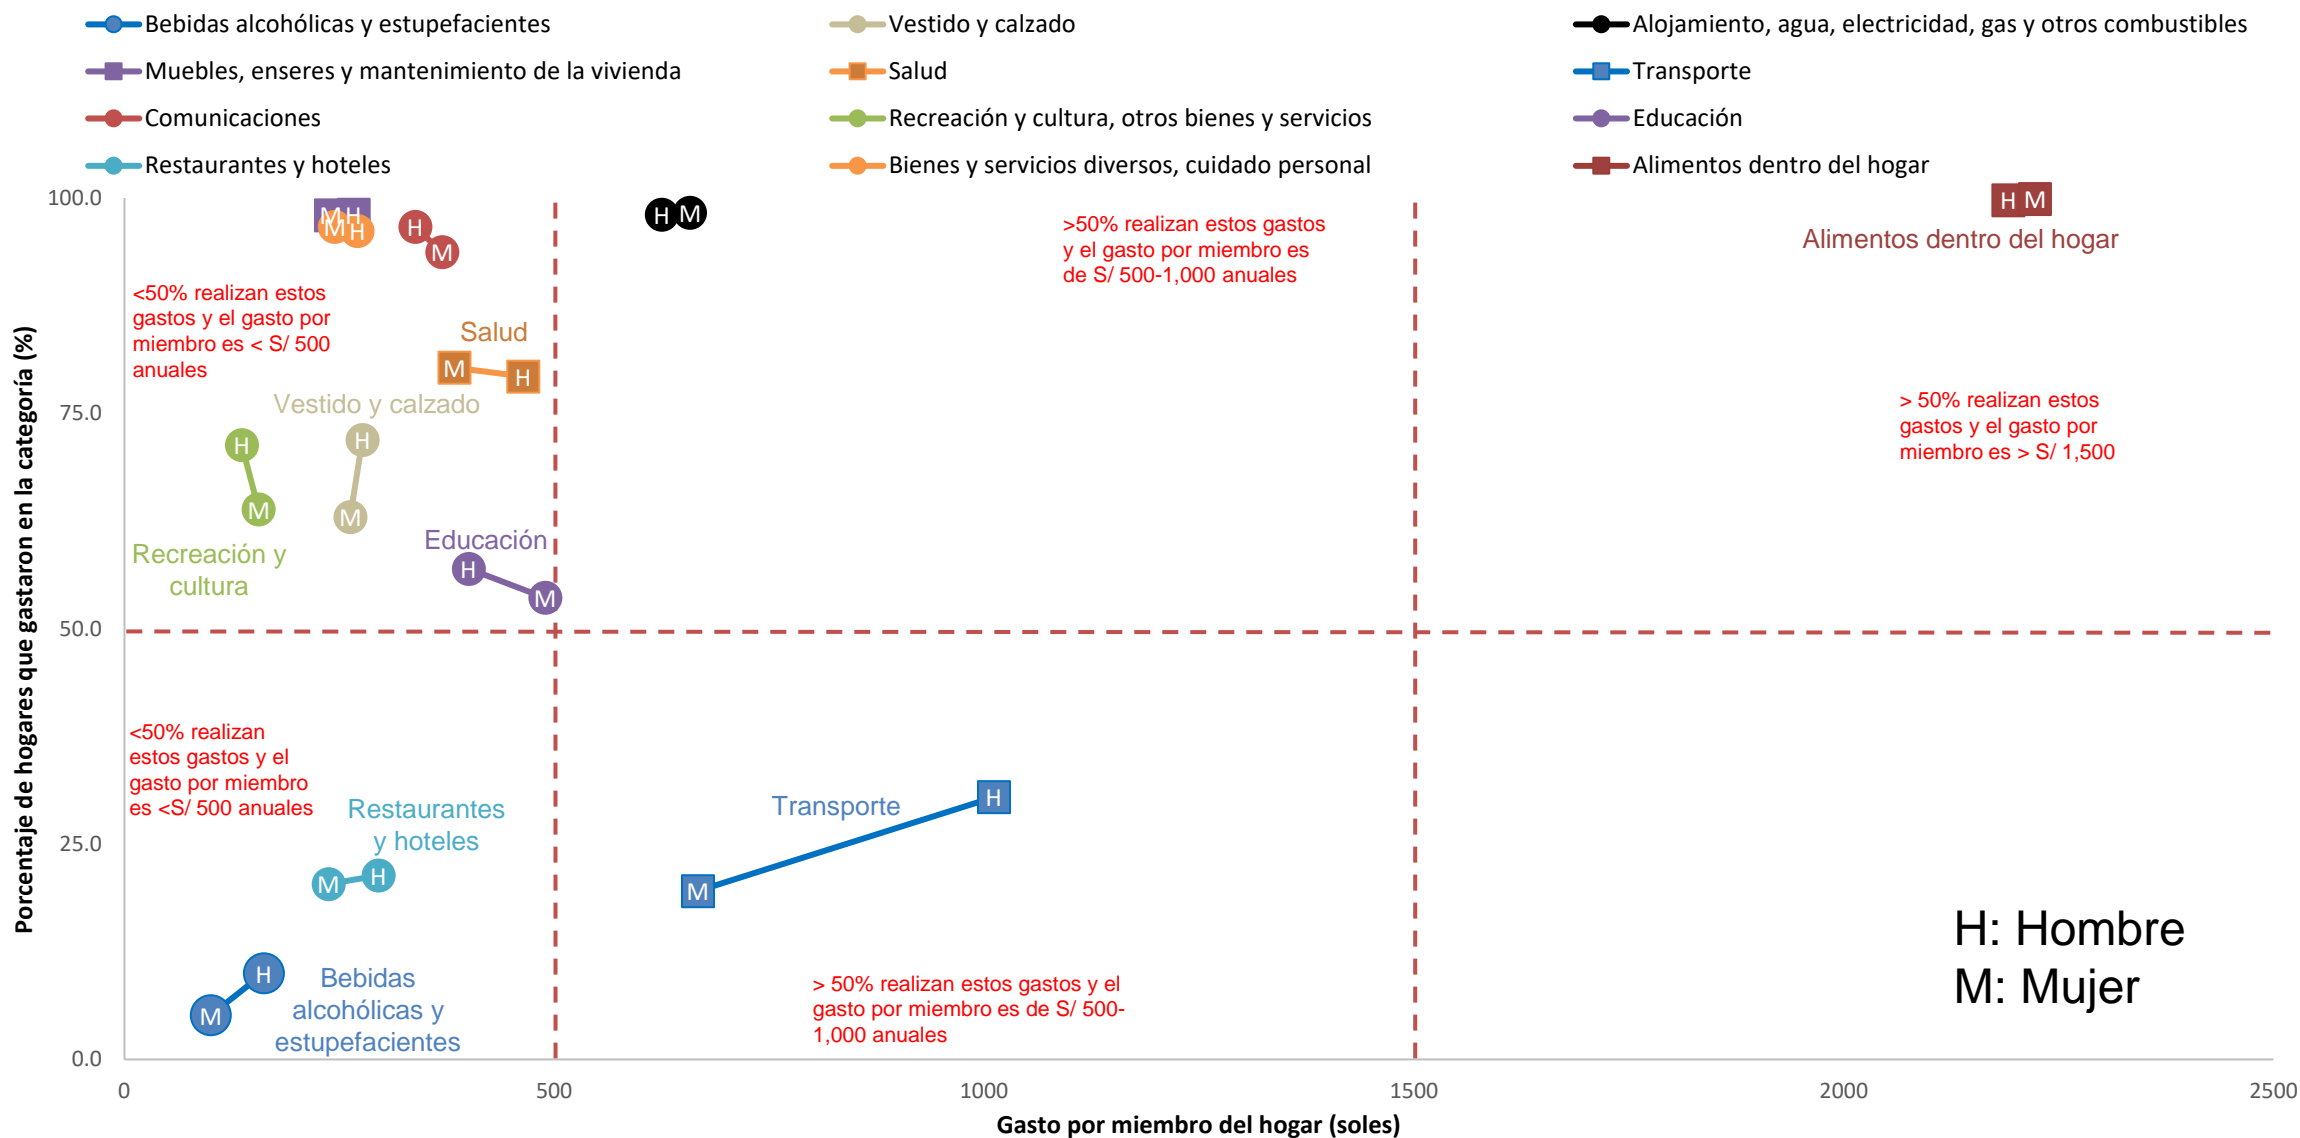 Bebidas alcohólicas y estupefacientes
Vestido y calzado
Alojamiento, agua, electricidad, gas y otros combustibles
Muebles, enseres y mantenimiento de la vivienda
Salud
Transporte
Comunicaciones
Recreación y cultura, otros bienes y servicios
Educación
Restaurantes y hoteles
Bienes y servicios diversos, cuidado personal
Alimentos dentro del hogar
Porcentaje de hogares que gastaron en la categoría (%)
100.0
75.0
50.0
25.0
0.0
M
H
M
H
H
M
H
M
H
M
>50% realizan estos gastos
y el gasto por miembro es
de S/ 500-1,000 anuales
Alimentos dentro del hogar
<50% realizan estos
gastos y el gasto por
miembro es < S/ 500
anuales
Salud
M
H
Vestido y calzado
H
M
H
M
> 50% realizan estos
gastos y el gasto por
miembro es > S/ 1,500
Recreación y
cultura
Educación
H
M
<50% realizan
estos gastos y el
gasto por miembro
es <S/ 500 anuales
Restaurantes
y hoteles
M
H
Transporte
H
M
H
M
Bebidas
alcohólicas y
estupefacientes
> 50% realizan estos gastos y el
gasto por miembro es de S/ 500-
1,000 anuales
H: Hombre
M: Mujer
0
500
1000
1500
2000
2500
Gasto por miembro del hogar (soles)